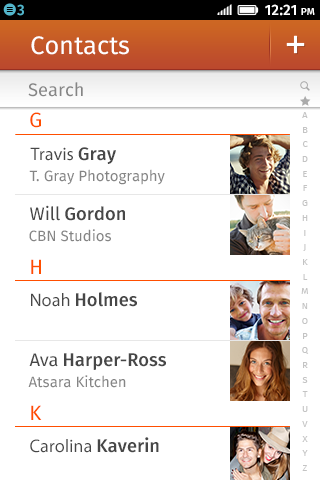 3 12:21 PM
Contacts +
Search
G
Travis Gray
T. Gray Photography
Will Gordon
CBN Studios
H
Noah Holmes
Ava Harper-Ross
Atsara Kitchen
K
Carolina Kaverin
A
B
C
D
E
F
G
H
I
J
K
L
M
N
O
P
Q
R
S
T
U
V
X
Y
Z